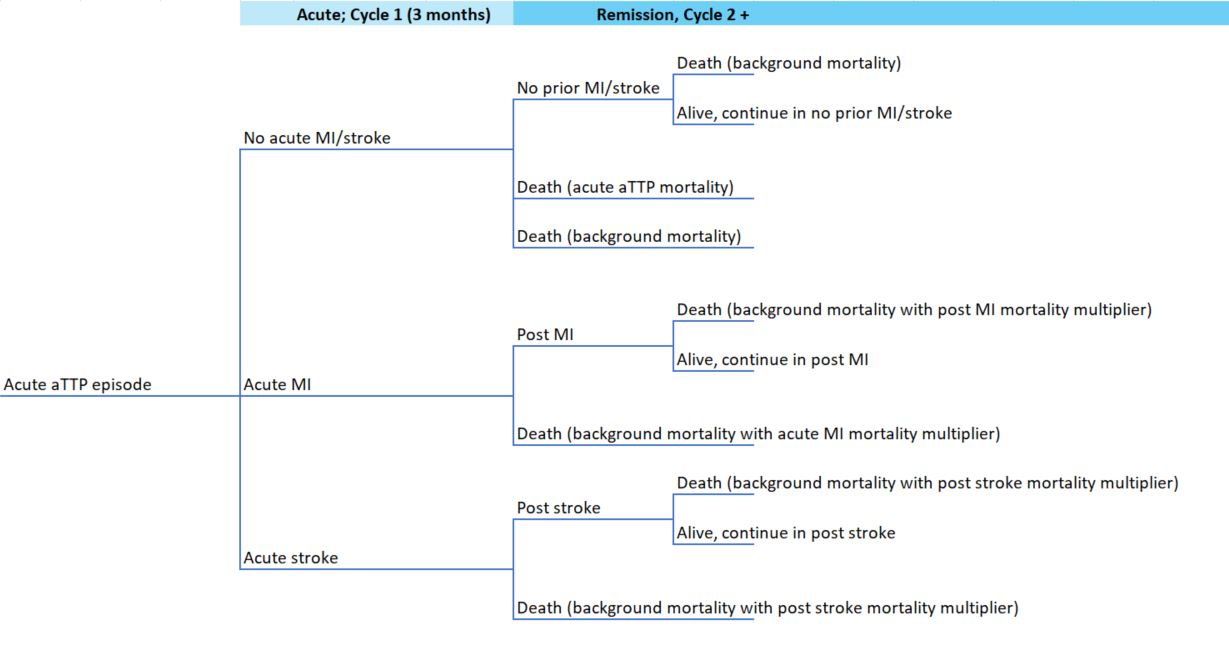 Acute; Cycle 1 (3 months)
Remission, Cycle 2 +
Death (background mortality)
No prior MI/stroke
Alive, continue in no prior MI/stroke
No acute MI/stroke
Death (acute aTTP mortality)
Death (background mortality)
Death (background mortality with post MI mortality multiplier)
Post MI
Alive, continue in post MI
Acute aTTP episode
Acute MI
Death (background mortality with acute MI mortality multiplier)
Death (background mortality with post stroke mortality multiplier)
Post stroke
Alive, continue in post stroke
Acute stroke
Death (background mortality with post stroke mortality multiplier)